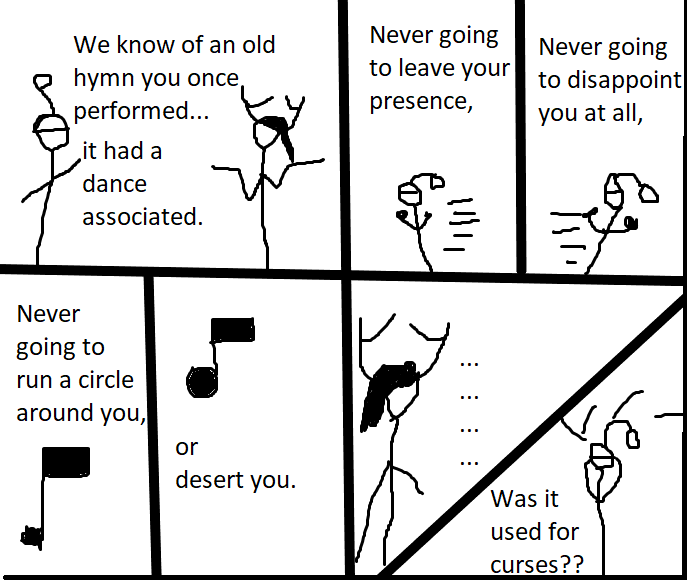 We know of an old
hymn you once
performed...
it had a
dance
associated.
Never going
to leave your
presence,
Never going
to disappoint
you at all,
Never
going to
run a circle
around you,
or
desert you.
...
...
...
...
Was it
used for
curses??